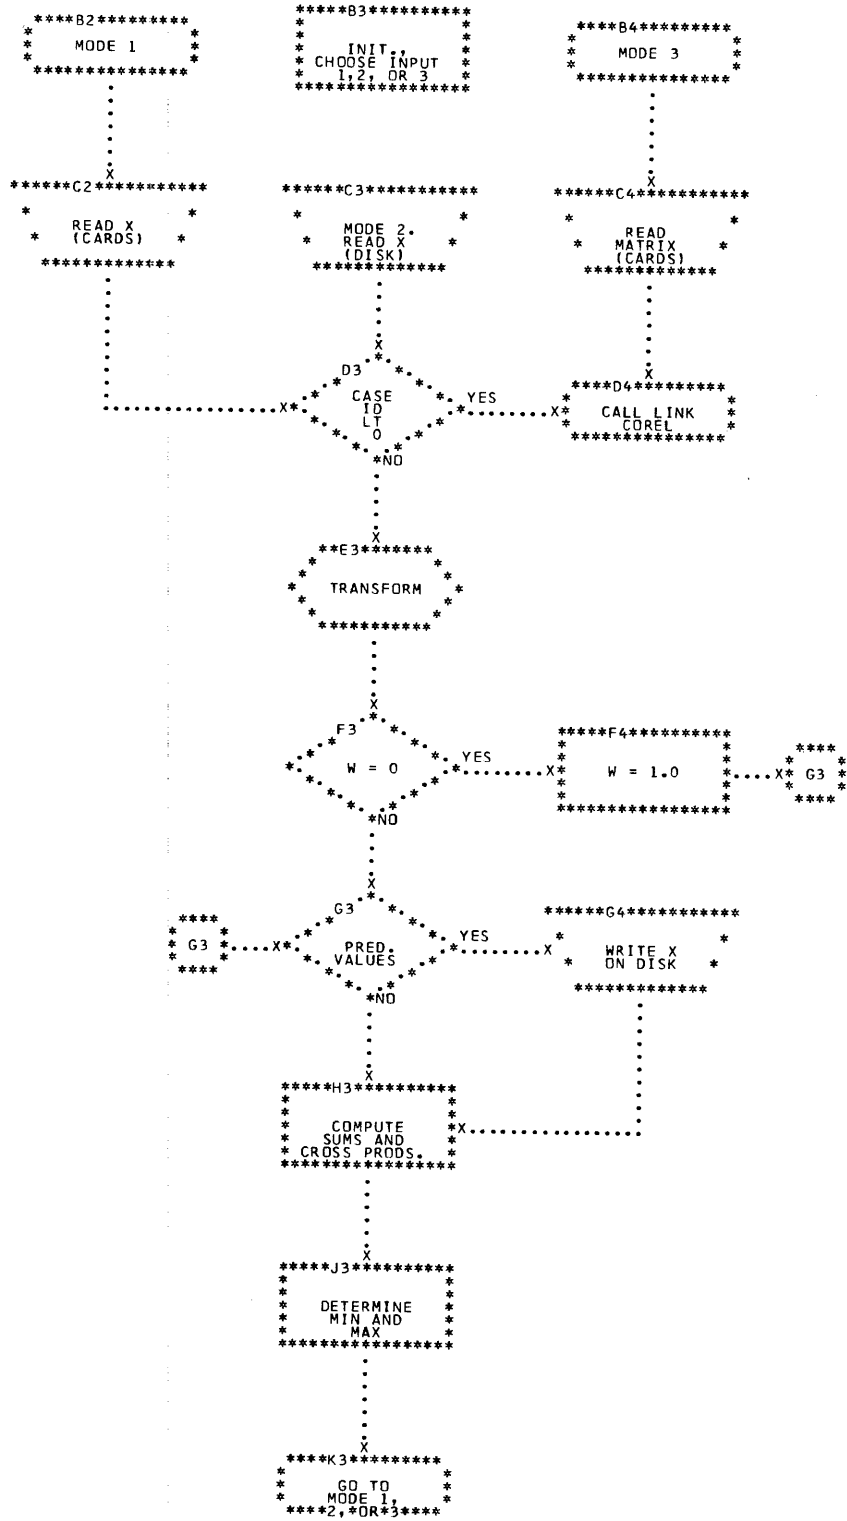 B2
MODE 1
B3
INIT.,
CHOOSE INPUT
1,2, OR 3
B4
MODE 3
C2
READ X
(CARDS)
C3
MODE 2.
READ X
(DISK)
C4
READ
MATRIX
(CARDS)
X
X
X
D3
CASE
ID
LT
0
YES
NO
X
X
D4
CALL LINK
COREL
X
X
X
E3
TRANSFORM
X
F3
W = 0
YES
NO
X
F4
W = 1.0
X
G3
X
G3
X
G3
PRED.
VALUES
YES
NO
X
G4
WRITE X
ON DISK
X
X
H3
COMPUTE
SUMS AND
CROSS PRODS.
X
X
J3
DETERMINE
MIN AND
MAX
X
K3
GO TO
MODE 1,
2, OR 3